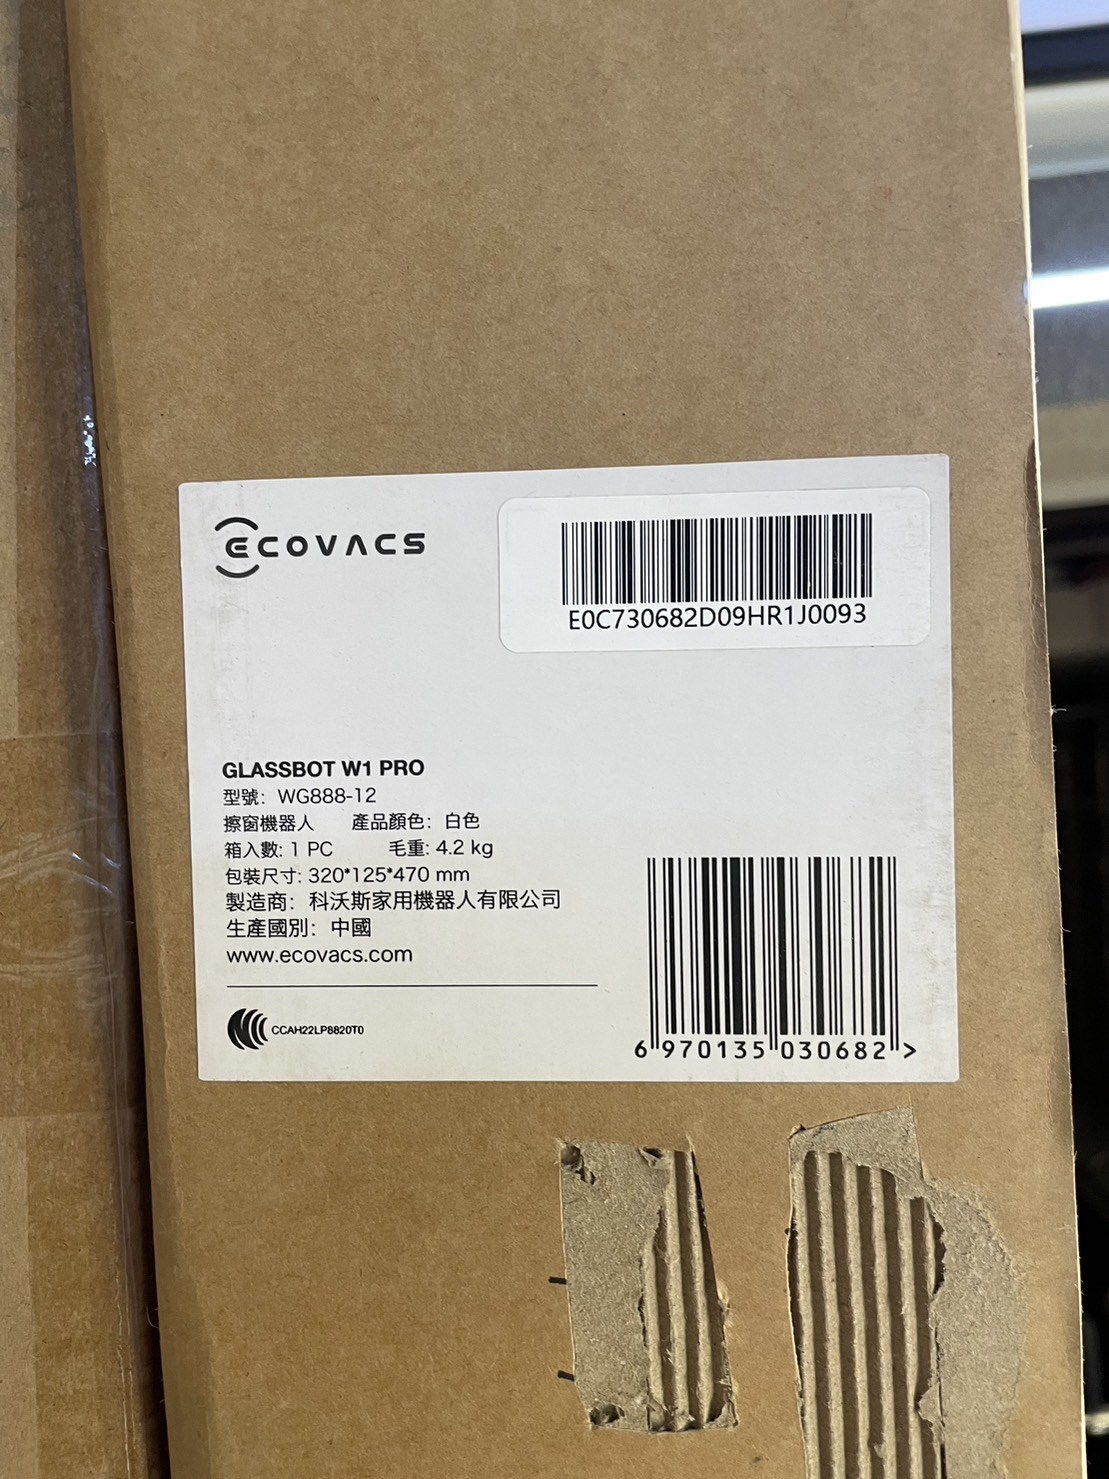 ECOVACS
E0C730682D09HR1J0093
GLASSBOT W1 PRO
型號：WG888-12
擦窗機器人 產品顏色：白色
箱入數: 1 PC 毛重: 4.2 kg
包裝尺寸: 320*125*470 mm
製造商：科沃斯家用機器人有限公司
生產國別：中國
www.ecovacs.com
CCAH22LP8820T0
6 970135 030682 >